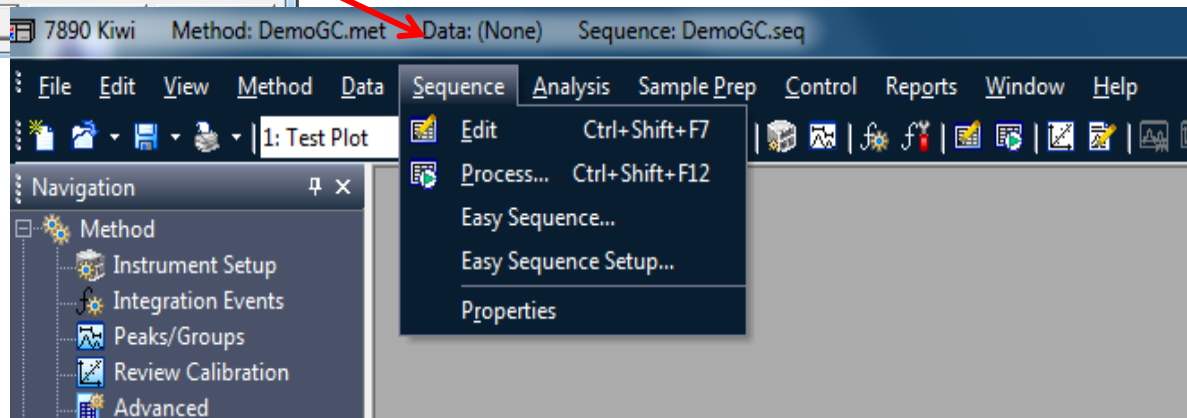 7890 Kiwi Method: DemoGC.met Data: (None) Sequence: DemoGC.seq
File Edit View Method Data Sequence Analysis Sample Prep Control Reports Window Help
1: Test Plot
Edit Ctrl+Shift+F7
Process... Ctrl+Shift+F12
Easy Sequence...
Easy Sequence Setup...
Properties
Navigation
Method
Instrument Setup
Integration Events
Peaks/Groups
Review Calibration
Advanced